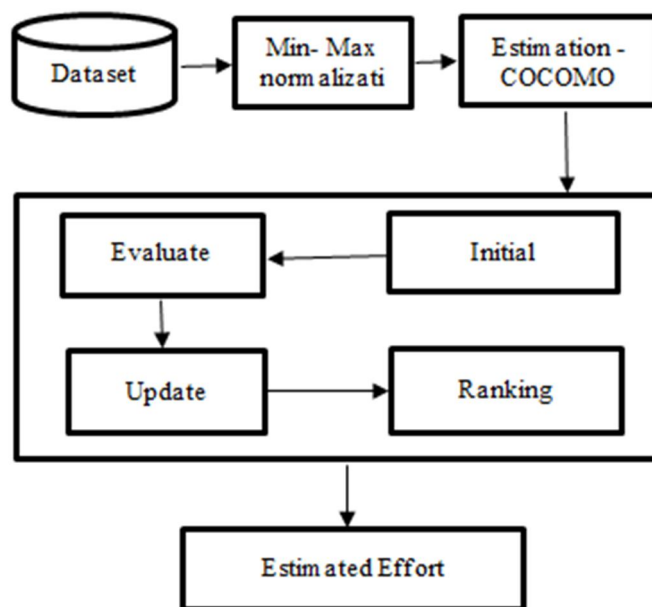 Dataset
Min- Max
normalizati
Estimation -
COCOMO
Evaluate
Initial
Update
Ranking
Estimated Effort